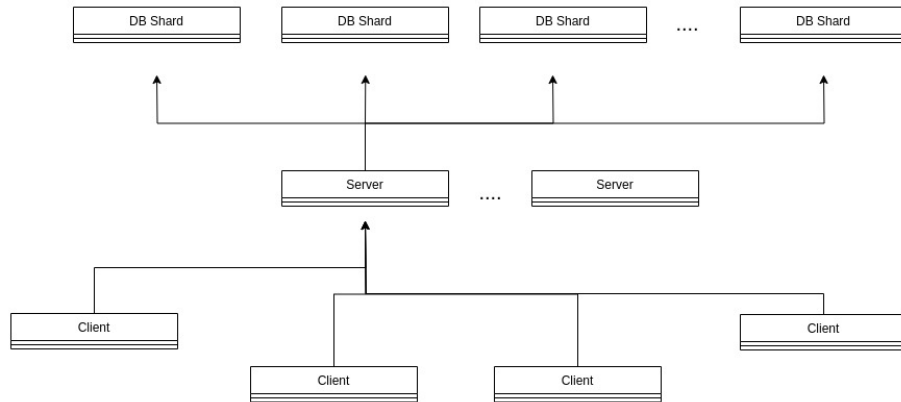 DB Shard DB Shard DB Shard .... DB Shard
Server .... Server
Client Client
Client Client